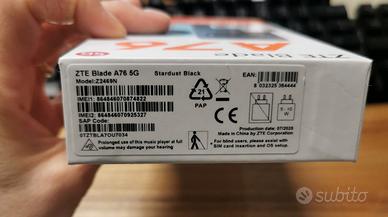 ZTE Blade
A76
ZTE Blade A76 5G
Stardust Black
EAN:
Model:Z2469N
8 032325 364444
IMEI1: 864846070874822
21
PAP
IMEI2: 864846070925327
SAP Code:
Production date: 07/2025
Made in China by ZTE Corporation
0TZTBLA7DU7034
Prolonged use of this music player at full volume may damage hearing.
For blind users, please assist with SIM card insertion and O5 setup.
subito